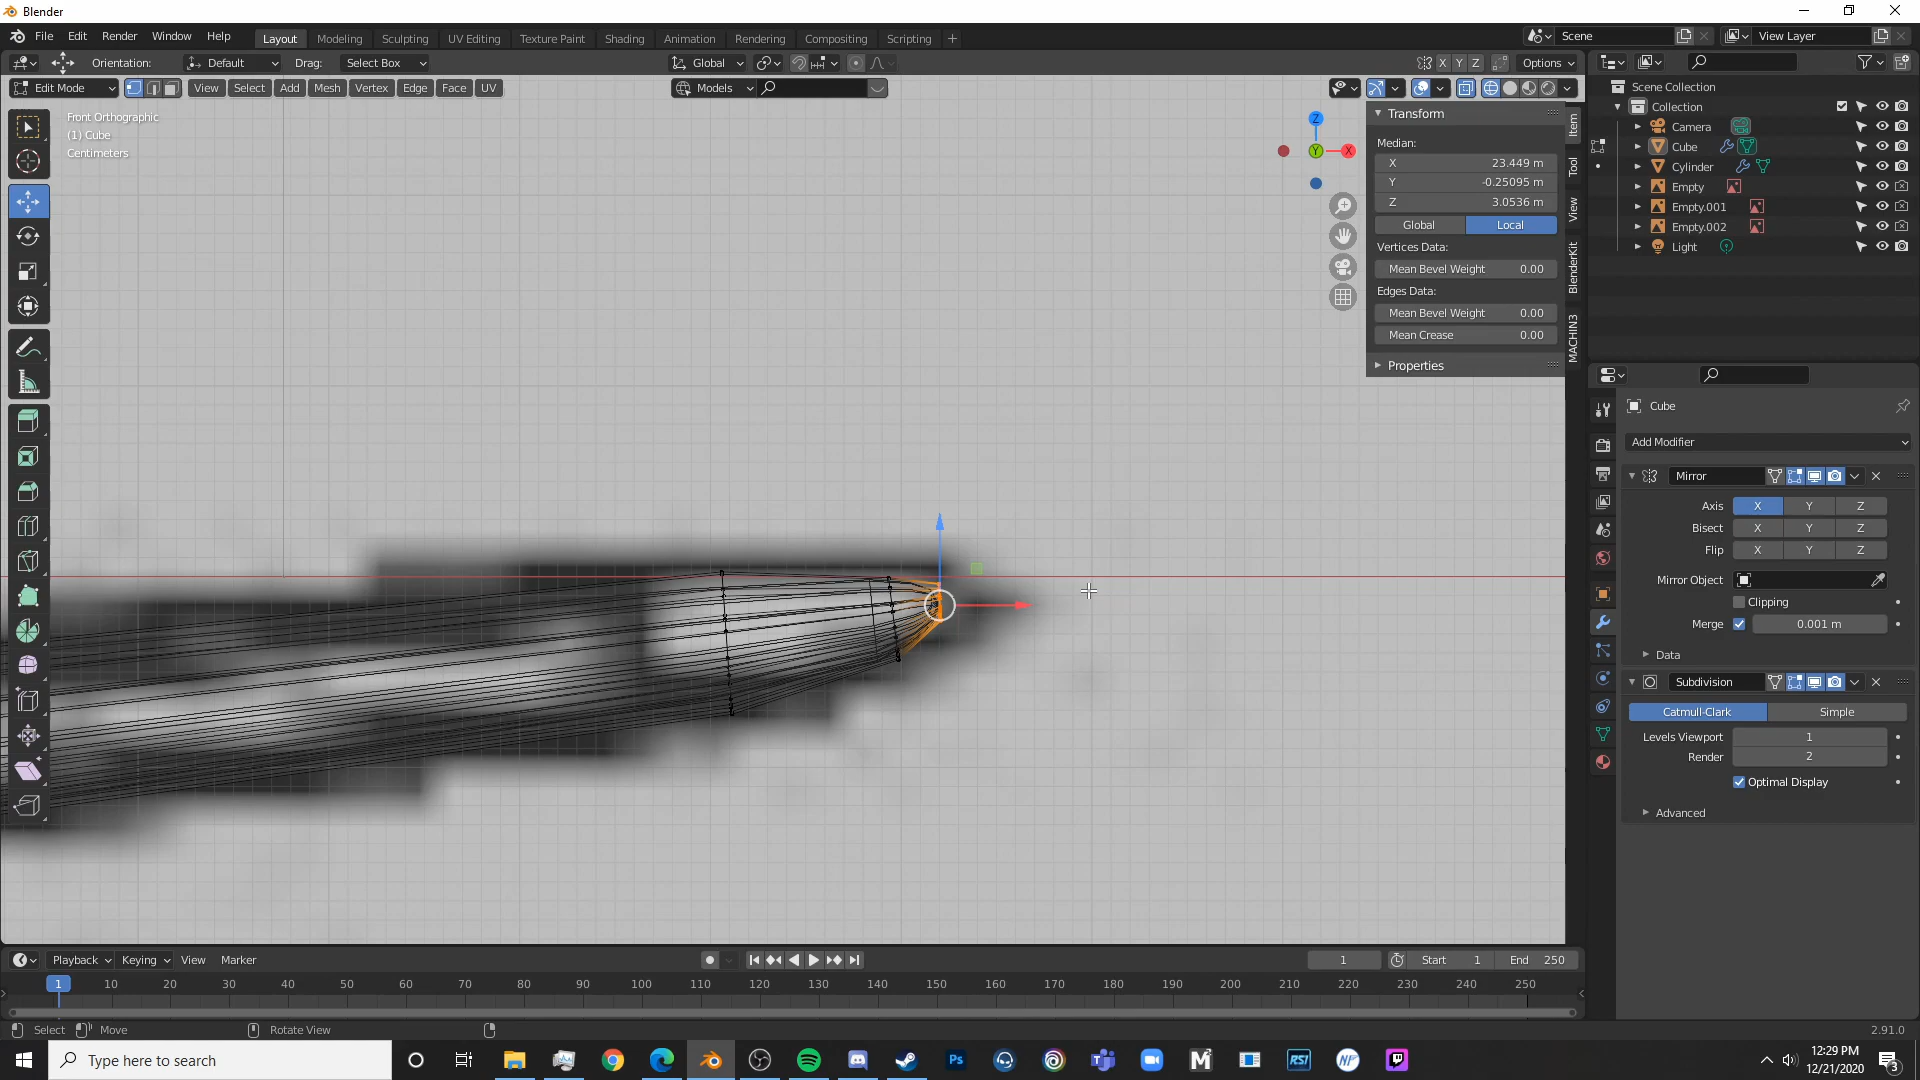 Blender
File Edit Render Window Help
Layout Modeling Sculpting UV Editing Texture Paint Shading Animation Rendering Compositing Scripting +
Scene
View Layer
Orientation: Default Drag: Select Box
Global
X Y Z Options
Edit Mode View Select Add Mesh Vertex Edge Face UV
Models
Front Orthographic
(1) Cube
Centimeters
Z
Y
X
Transform
Median:
X 23.449 m
Y -0.25095 m
Z 3.0536 m
Global Local
Vertices Data:
Mean Bevel Weight 0.00
Edges Data:
Mean Bevel Weight 0.00
Mean Crease 0.00
Properties
Item
Tool
View
BlenderKit
MACHIN3
Scene Collection
Collection
Camera
Cube
Cylinder
Empty
Empty.001
Empty.002
Light
Cube
Add Modifier
Mirror
Axis X Y Z
Bisect X Y Z
Flip X Y Z
Mirror Object
Clipping
Merge 0.001 m
Data
Subdivision
Catmull-Clark Simple
Levels Viewport 1
Render 2
Optimal Display
Advanced
Playback Keying View Marker
1 Start 1 End 250
1 10 20 30 40 50 60 70 80 90 100 110 120 130 140 150 160 170 180 190 200 210 220 230 240 250
Select Move Rotate View
2.91.0
Type here to search
Ps
M
RSI
NF
12:29 PM
12/21/2020
3